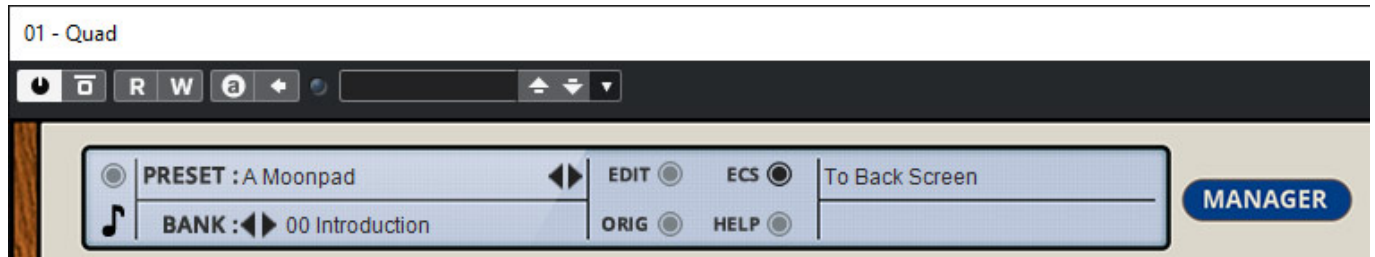 01 - Quad
R W a
PRESET : A Moonpad EDIT ECS To Back Screen
MANAGER
BANK : 00 Introduction ORIG HELP